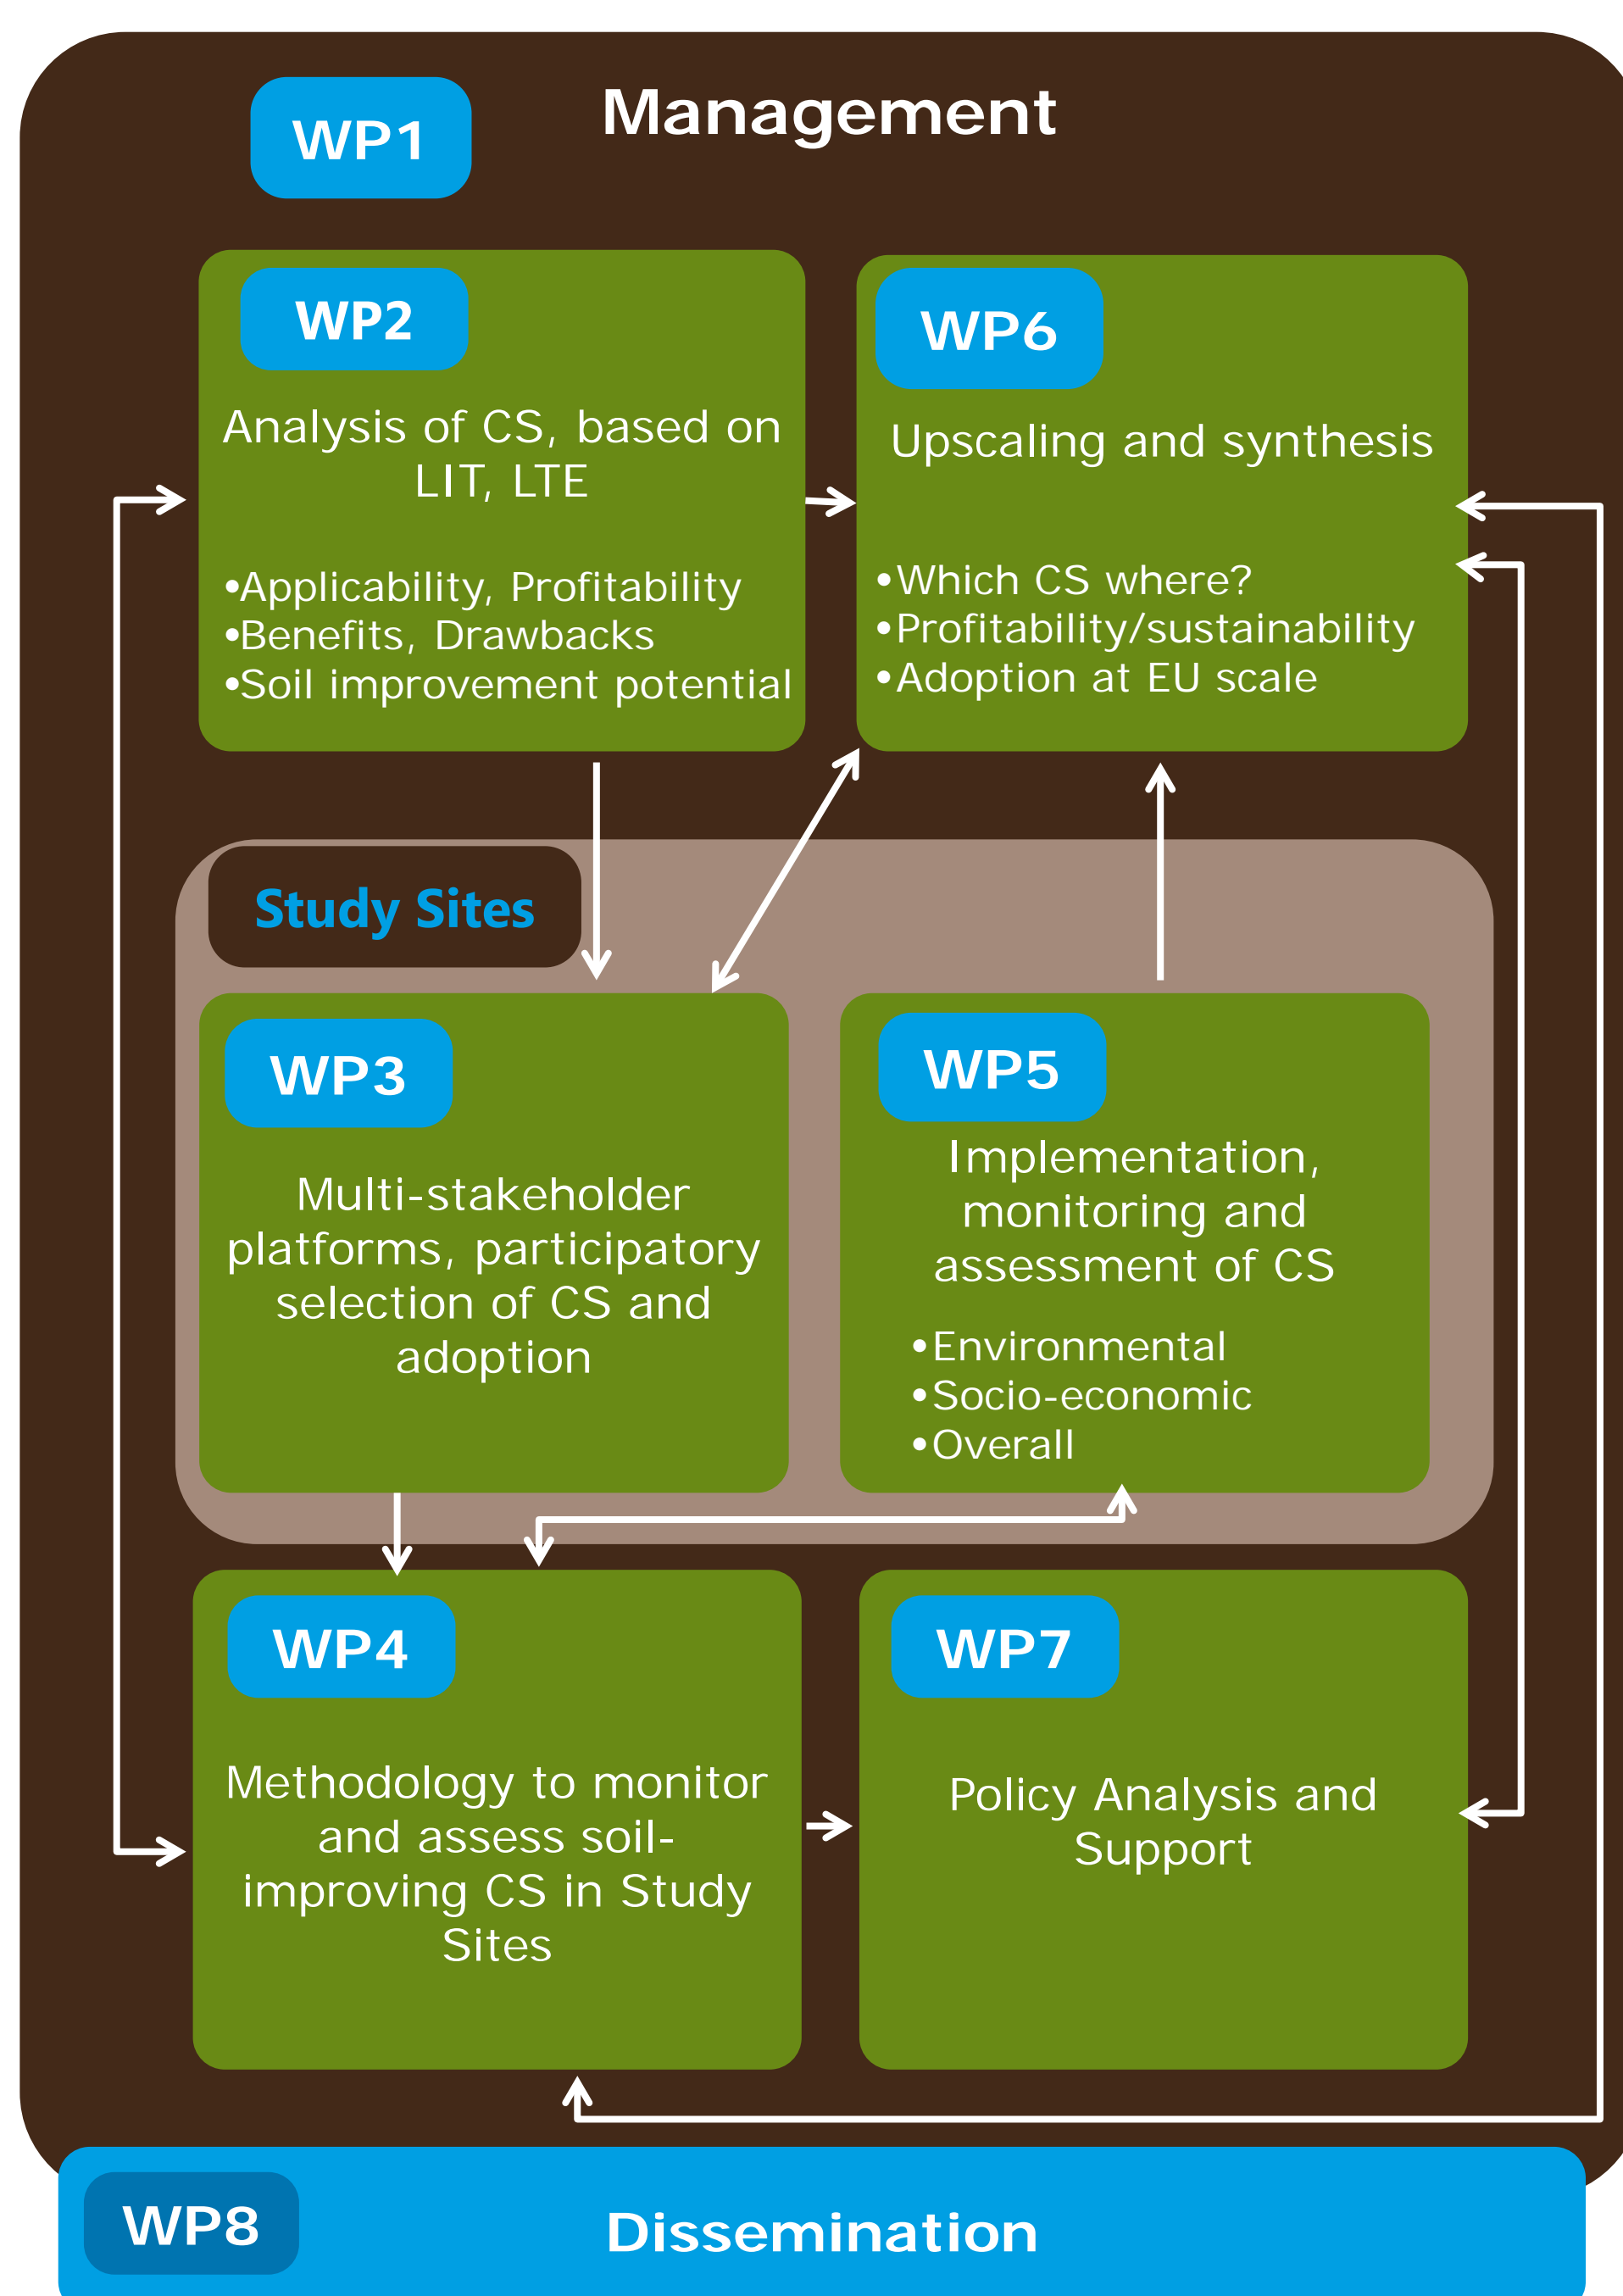 WP1
Management
WP2
Analysis of CS, based on
LIT, LTE
•Applicability, Profitability
•Benefits, Drawbacks
•Soil improvement potential
WP6
Upscaling and synthesis
•Which CS where?
•Profitability/sustainability
•Adoption at EU scale
Study Sites
WP3
Multi-stakeholder
platforms, participatory
selection of CS and
adoption
WP5
Implementation,
monitoring and
assessment of CS
•Environmental
•Socio-economic
•Overall
WP4
Methodology to monitor
and assess soil-
improving CS in Study
Sites
WP7
Policy Analysis and
Support
WP8
Dissemination